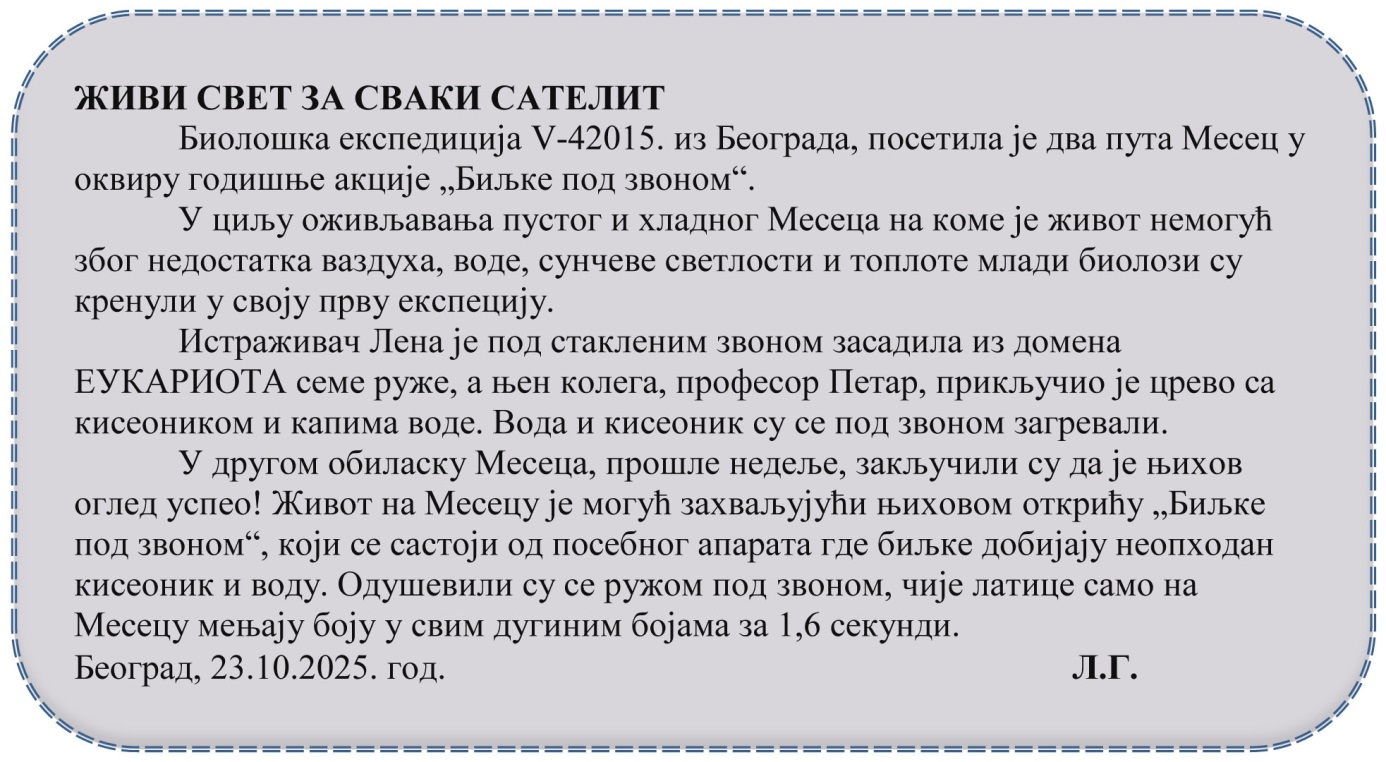 ЖИВИ СВЕТ ЗА СВАКИ САТЕЛИТ
Биолошка експедиција V-42015. из Београда, посетила је два пута Месец у
оквиру годишње акције „Биљке под звоном“.
У циљу оживљавања пустог и хладног Месеца на коме је живот немогућ
због недостатка ваздуха, воде, сунчеве светлости и топлоте млади биолози су
кренули у своју прву експецију.
Истраживач Лена је под стакленим звоном засадила из домена
ЕУКАРИОТА семе руже, а њен колега, професор Петар, прикључио је црево са
кисеоником и капима воде. Вода и кисеоник су се под звоном загревали.
У другом обиласку Месеца, прошле недеље, закључили су да је њихов
оглед успео! Живот на Месецу је могућ захваљујући њиховом открићу „Биљке
под звоном“, који се састоји од посебног апарата где биљке добијају неопходан
кисеоник и воду. Одушевили су се ружом под звоном, чије латице само на
Месецу мењају боју у свим дугиним бојама за 1,6 секунди.
Београд, 23.10.2025. год. Л.Г.